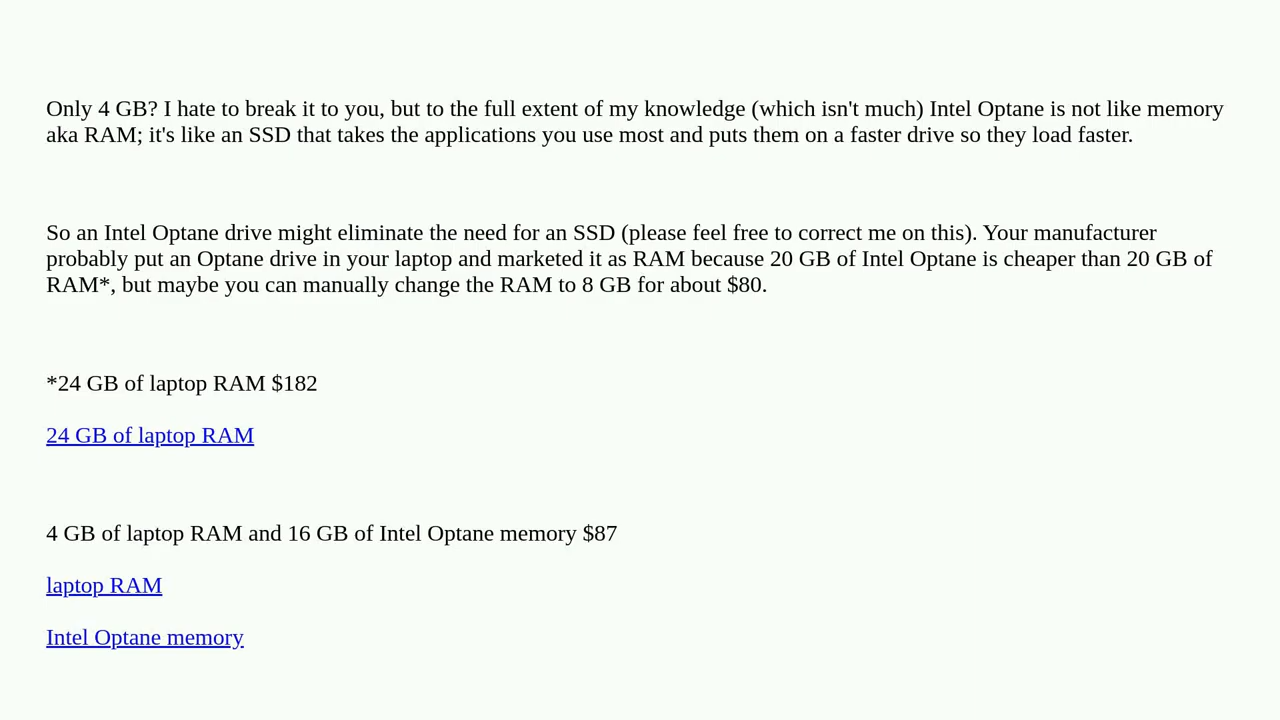 Only 4 GB? I hate to break it to you, but to the full extent of my knowledge (which isn't much) Intel Optane is not like memory
aka RAM; it's like an SSD that takes the applications you use most and puts them on a faster drive so they load faster.
So an Intel Optane drive might eliminate the need for an SSD (please feel free to correct me on this). Your manufacturer
probably put an Optane drive in your laptop and marketed it as RAM because 20 GB of Intel Optane is cheaper than 20 GB of
RAM*, but maybe you can manually change the RAM to 8 GB for about $80.
*24 GB of laptop RAM $182
24 GB of laptop RAM
4 GB of laptop RAM and 16 GB of Intel Optane memory $87
laptop RAM
Intel Optane memory